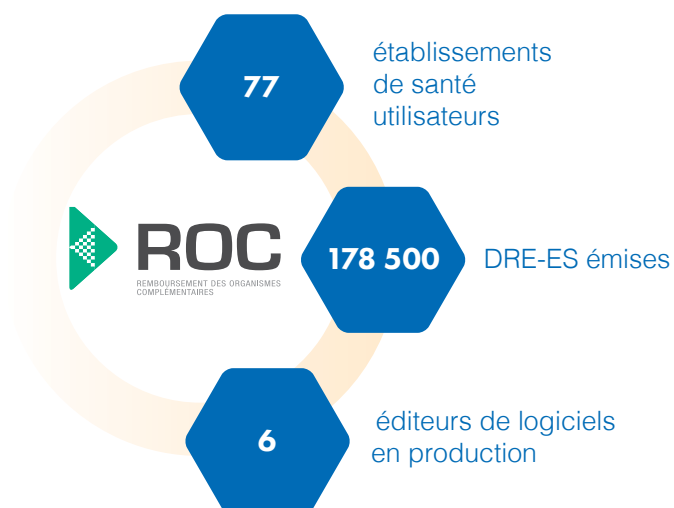 77
établissements
de santé
utilisateurs
ROC
REMBOURSEMENT DES ORGANISMES
COMPLÉMENTAIRES
178 500
DRE-ES émises
6
éditeurs de logiciels
en production